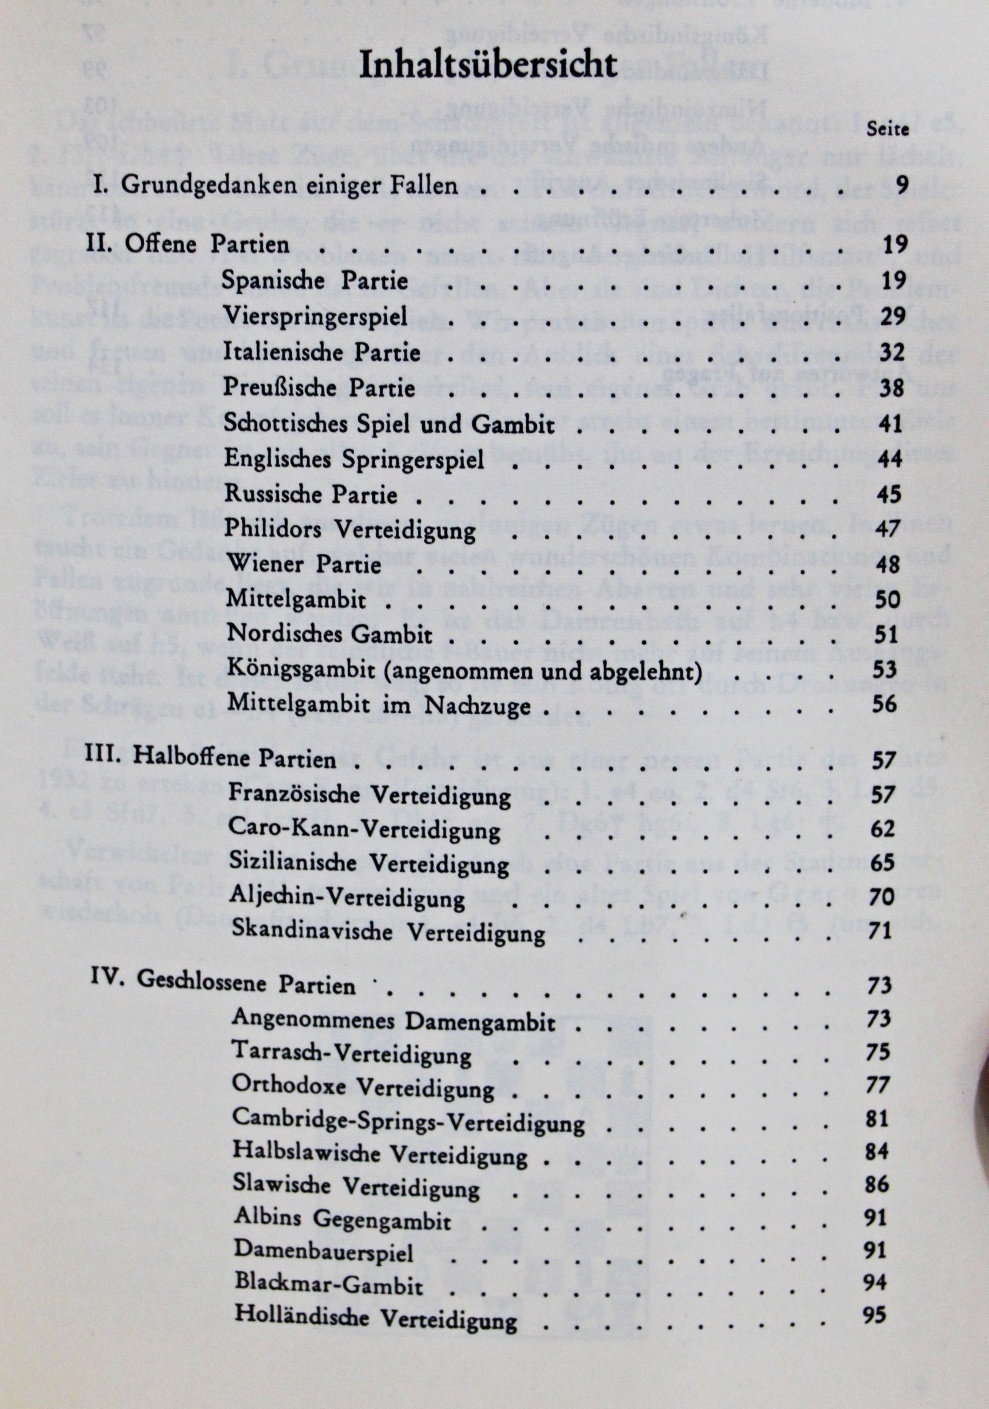 Inhaltsübersicht
Seite
I. Grundgedanken einiger Fallen . . . . . . . . . . . 9
II. Offene Partien . . . . . . . . . . . . . . . . 19
Spanische Partie . . . . . . . . . . . . . 19
Vierspringerspiel . . . . . . . . . . . . . 29
Italienische Partie . . . . . . . . . . . . 32
Preußische Partie . . . . . . . . . . . . 38
Schottisches Spiel und Gambit . . . . . . . . . 41
Englisches Springerspiel . . . . . . . . . . . 44
Russische Partie . . . . . . . . . . . . . 45
Philidors Verteidigung . . . . . . . . . . . 47
Wiener Partie . . . . . . . . . . . . . . 48
Mittelgambit . . . . . . . . . . . . . . . 50
Nordisches Gambit . . . . . . . . . . . . . 51
Königsgambit (angenommen und abgelehnt) . . . . 53
Mittelgambit im Nachzuge . . . . . . . . . . 56
III. Halboffene Partien . . . . . . . . . . . . . . . . 57
Französische Verteidigung . . . . . . . . . . 57
Caro-Kann-Verteidigung . . . . . . . . . . 62
Sizilianische Verteidigung . . . . . . . . . . 65
Aljechin-Verteidigung . . . . . . . . . . . 70
Skandinavische Verteidigung . . . . . . . . . 71
IV. Geschlossene Partien . . . . . . . . . . . . . . . 73
Angenommenes Damengambit . . . . . . . . . 73
Tarrasch-Verteidigung . . . . . . . . . . . 75
Orthodoxe Verteidigung . . . . . . . . . . . 77
Cambridge-Springs-Verteidigung . . . . . . . . 81
Halbslawische Verteidigung . . . . . . . . . . 84
Slawische Verteidigung . . . . . . . . . . . 86
Albins Gegengambit . . . . . . . . . . . . 91
Damenbauerspiel . . . . . . . . . . . . . 91
Blackmar-Gambit . . . . . . . . . . . . . 94
Holländische Verteidigung . . . . . . . . . . 95